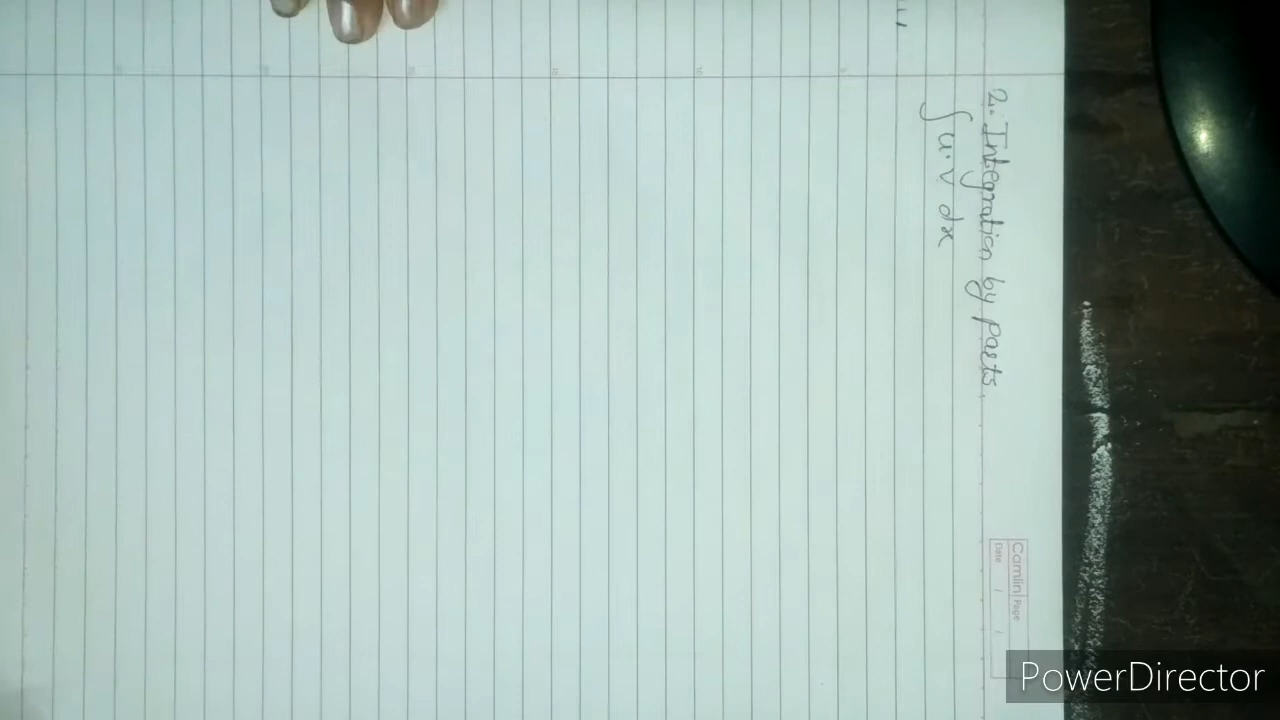 2. Integration by parts.
∫ u.v dx
Camlin Page
Date / /
PowerDirector